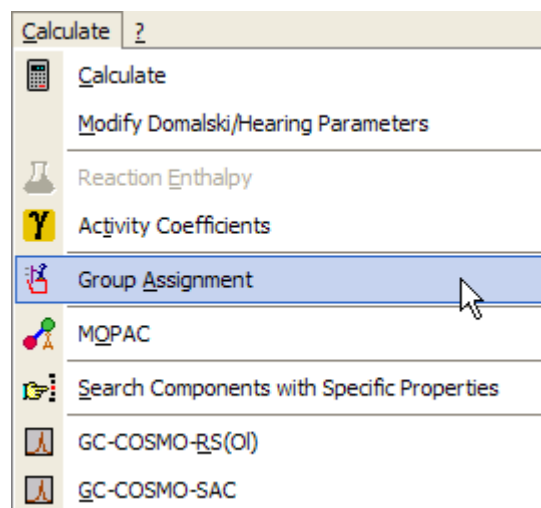 Calculate ?
Calculate
Modify Domalski/Hearing Parameters
Reaction Enthalpy
γ Activity Coefficients
Group Assignment
MOPAC
Search Components with Specific Properties
GC-COSMO-RS(Ol)
GC-COSMO-SAC